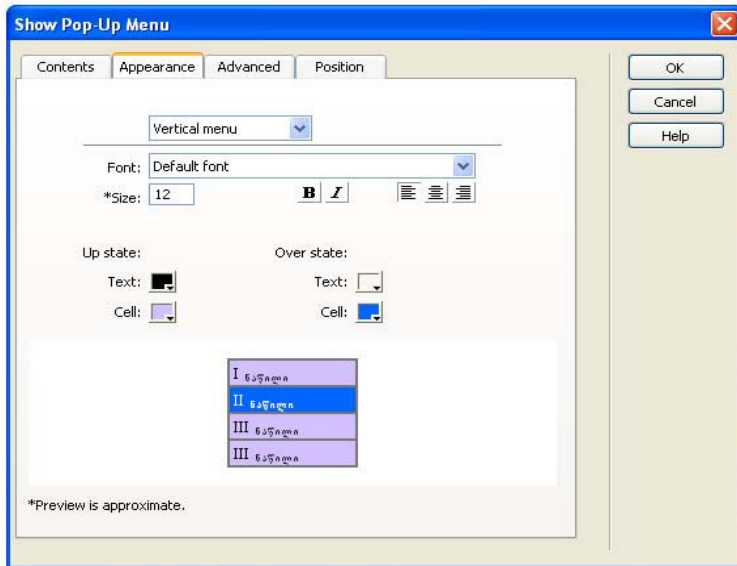 Show Pop-Up Menu
Contents Appearance Advanced Position
OK
Cancel
Help
Vertical menu
Font: Default font
*Size: 12 B I
Up state: Over state:
Text: Text:
Cell: Cell:
I ნაწილი
II ნაწილი
III ნაწილი
III ნაწილი
*Preview is approximate.